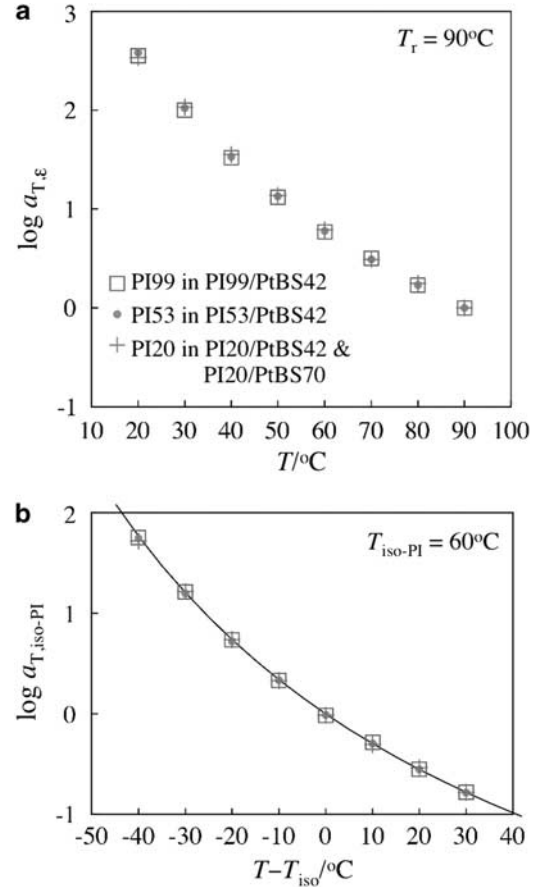 a
T_r = 90°C
3
2
1
0
-1
log a_T,ε
PI99 in PI99/PtBS42
PI53 in PI53/PtBS42
PI20 in PI20/PtBS42 &
PI20/PtBS70
10 20 30 40 50 60 70 80 90 100
T/°C
b
T_iso-PI = 60°C
2
1
0
-1
log a_T,iso-PI
-50 -40 -30 -20 -10 0 10 20 30 40
T–T_iso/°C